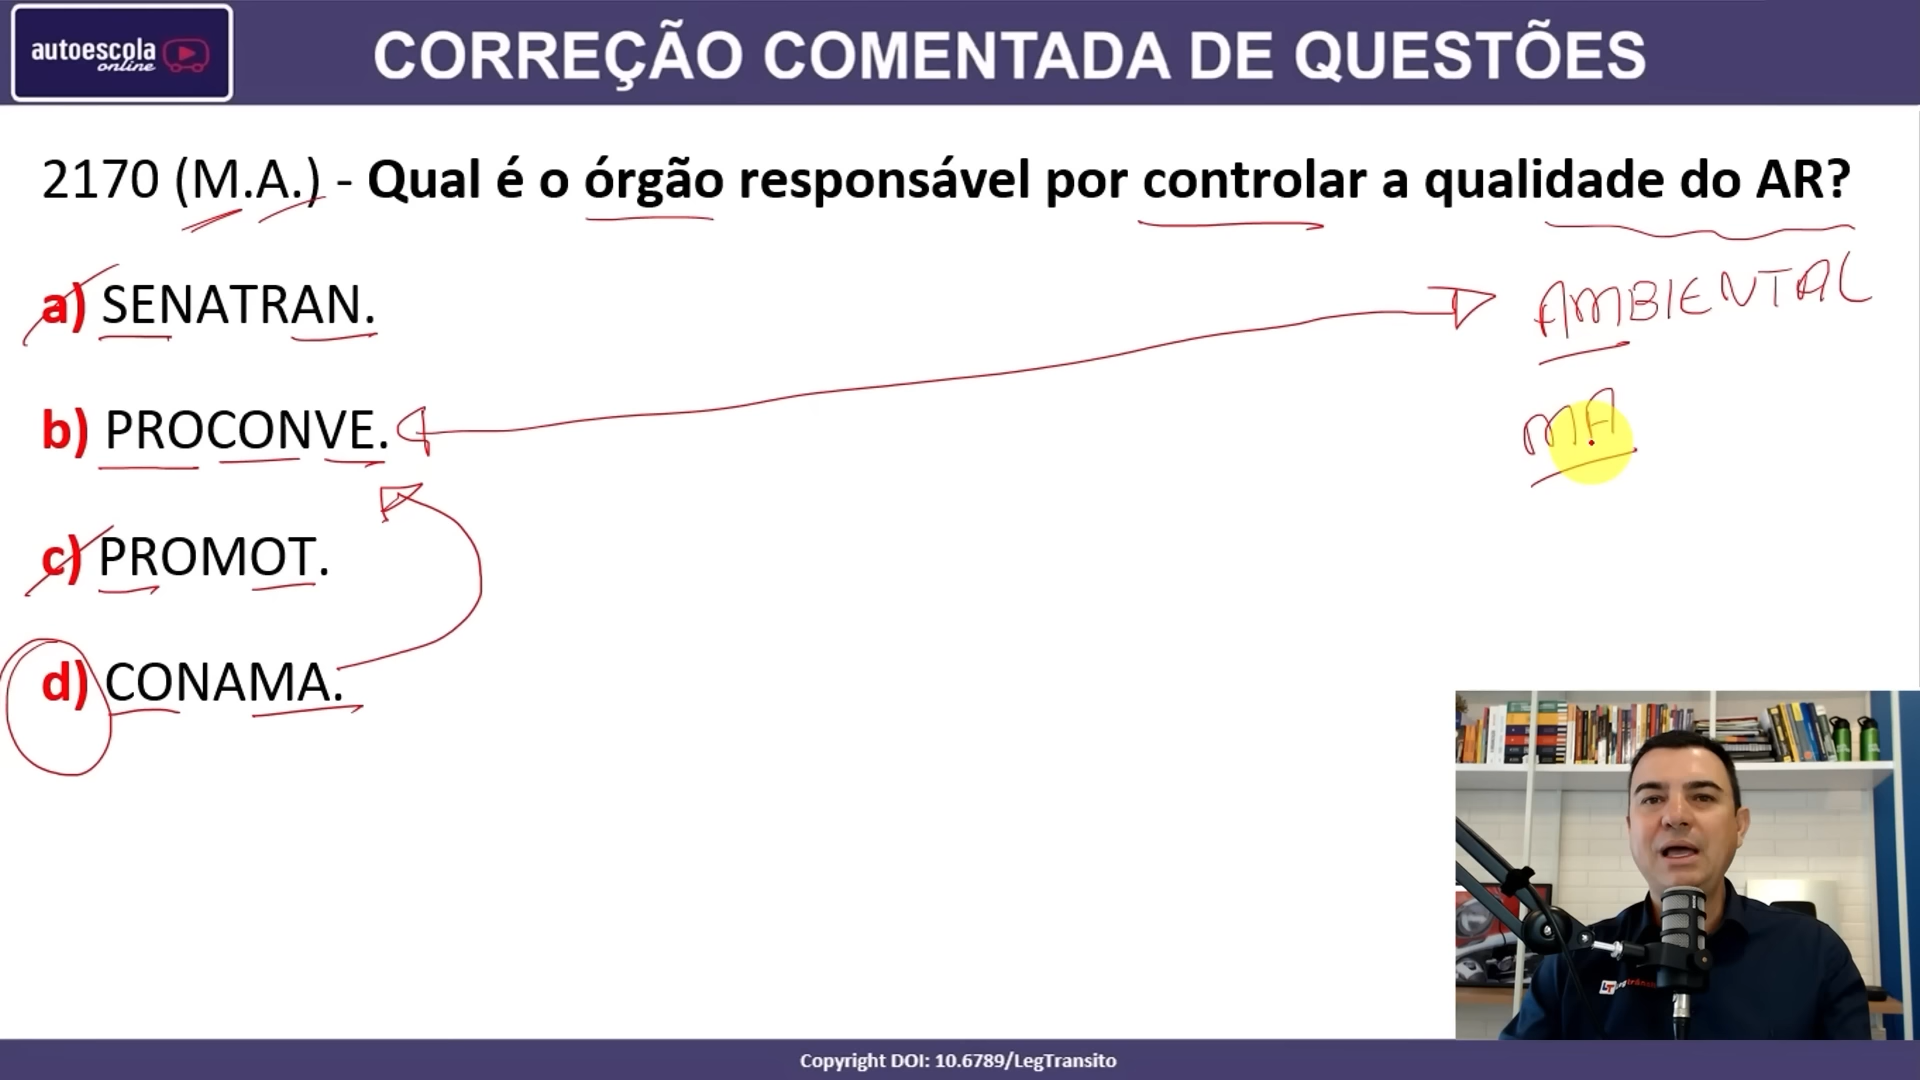 autoescola
online
CORREÇÃO COMENTADA DE QUESTÕES
2170 (M.A.) - Qual é o órgão responsável por controlar a qualidade do AR?
a) SENATRAN.
AMBIENTAL
b) PROCONVE.
MA
c) PROMOT.
d) CONAMA.
Copyright DOI: 10.6789/LegTransito